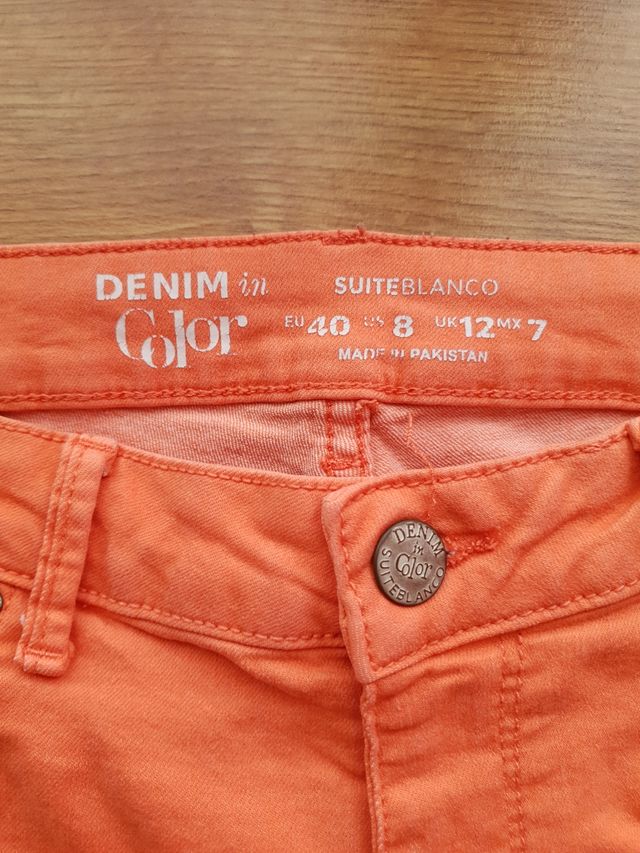 DENIM in
Color
SUITEBLANCO
EU 40 US 8 UK 12 MX 7
MADE IN PAKISTAN
DENIM
in
Color
SUITEBLANCO